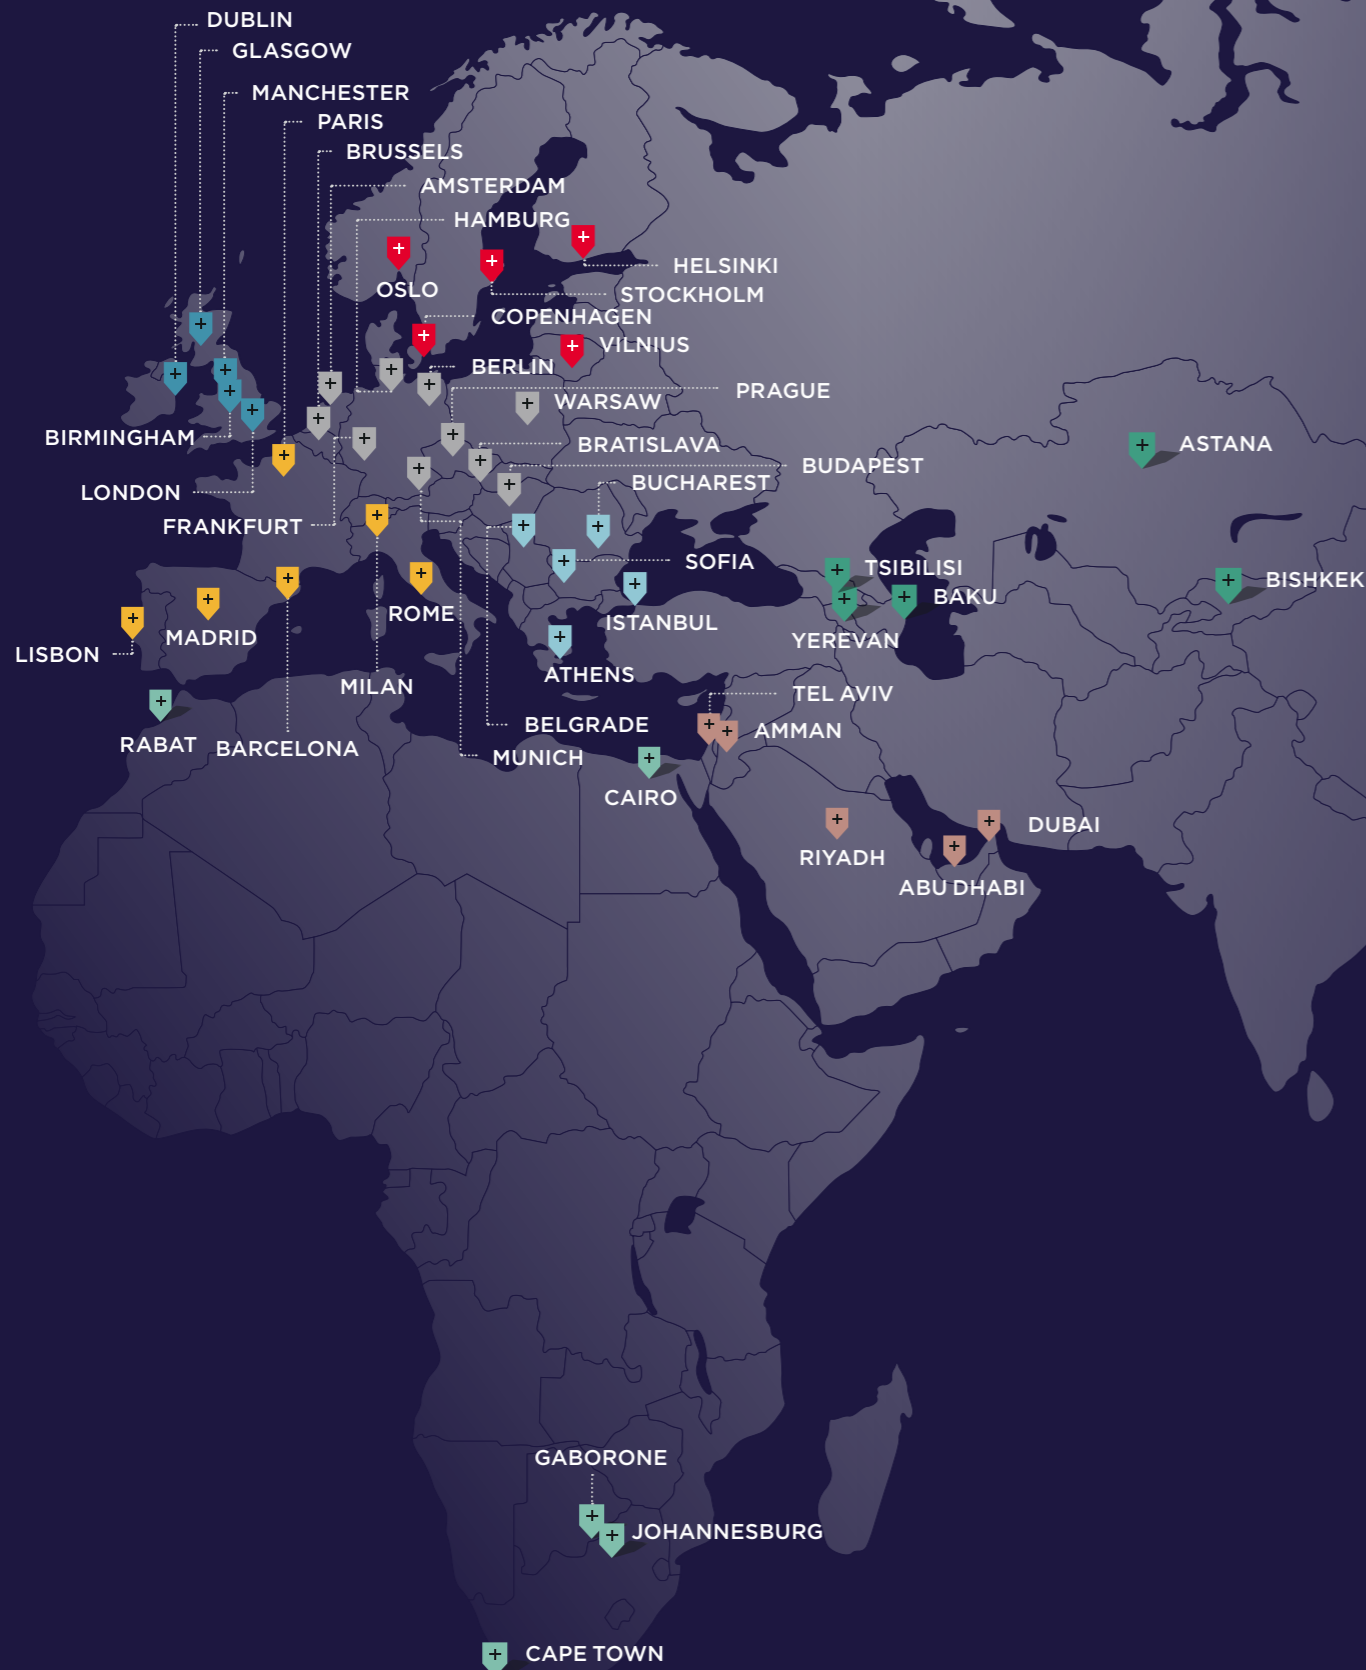 DUBLIN
GLASGOW
MANCHESTER
PARIS
BRUSSELS
AMSTERDAM
HAMBURG
HELSINKI
OSLO
STOCKHOLM
COPENHAGEN
VILNIUS
BERLIN
PRAGUE
WARSAW
BIRMINGHAM
BRATISLAVA
ASTANA
BUDAPEST
BUCHAREST
LONDON
FRANKFURT
SOFIA
TSIBILISI
BISHKEK
BAKU
ROME
ISTANBUL
MADRID
YEREVAN
LISBON
ATHENS
MILAN
TEL AVIV
BELGRADE
AMMAN
RABAT
BARCELONA
MUNICH
CAIRO
DUBAI
RIYADH
ABU DHABI
GABORONE
JOHANNESBURG
CAPE TOWN